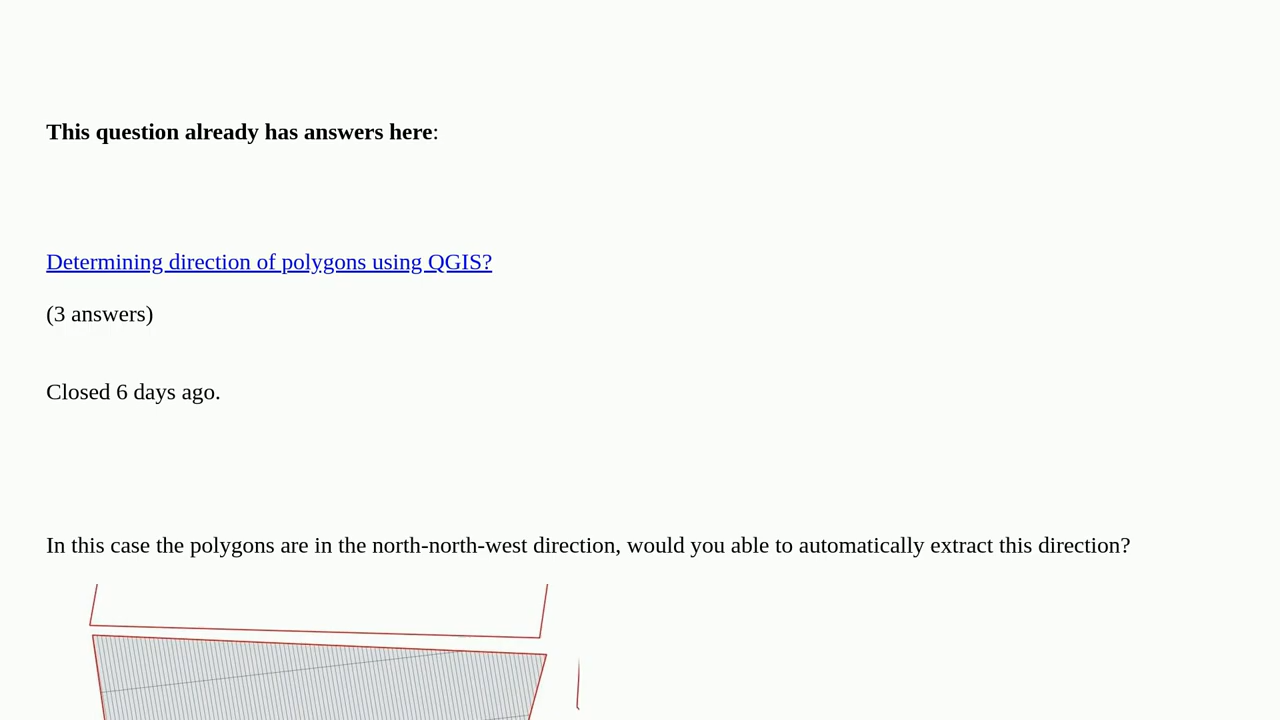 This question already has answers here:
Determining direction of polygons using QGIS?
(3 answers)
Closed 6 days ago.
In this case the polygons are in the north-north-west direction, would you able to automatically extract this direction?